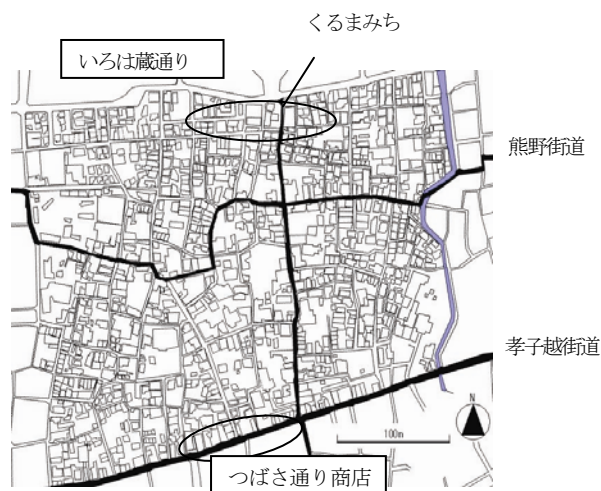 くるまみち
いろは蔵通り
熊野街道
孝子越街道
N
100m
つばさ通り商店